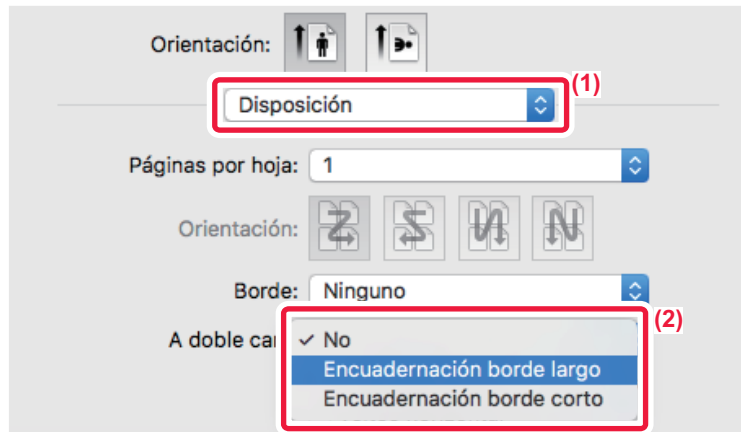 Orientación:
(1)
Disposición
Páginas por hoja: 1
Orientación:
Borde: Ninguno
(2)
A doble car ✓ No
Encuadernación borde largo
Encuadernación borde corto